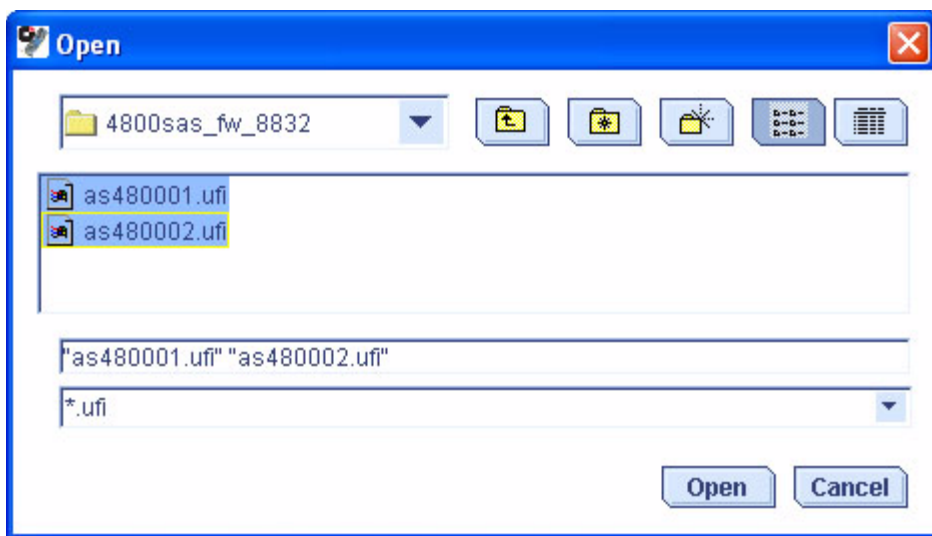 Open
4800sas_fw_8832
as480001.ufi
as480002.ufi
"as480001.ufi" "as480002.ufi"
*.ufi
Open Cancel